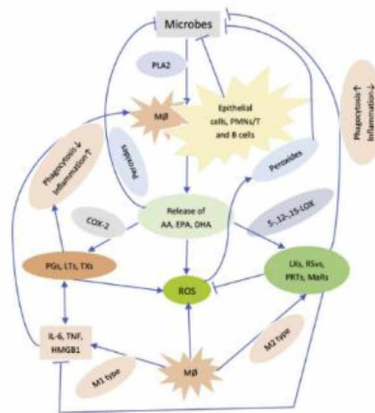 Microbes
PLA2
MØ
Epithelial
cells, PMNs/T
and B cells
Phagocytosis↑
Inflammation↓
Phagocytosis↓
Inflammation↑
Peroxides
Peroxides
Release of
AA, EPA, DHA
COX-2
5-,12-,15-LOX
PGs, LTs, TXs
ROS
LXs, RSvs,
PRTs, MaRs
IL-6, TNF,
HMGB1
M1 type
MØ
M2 type